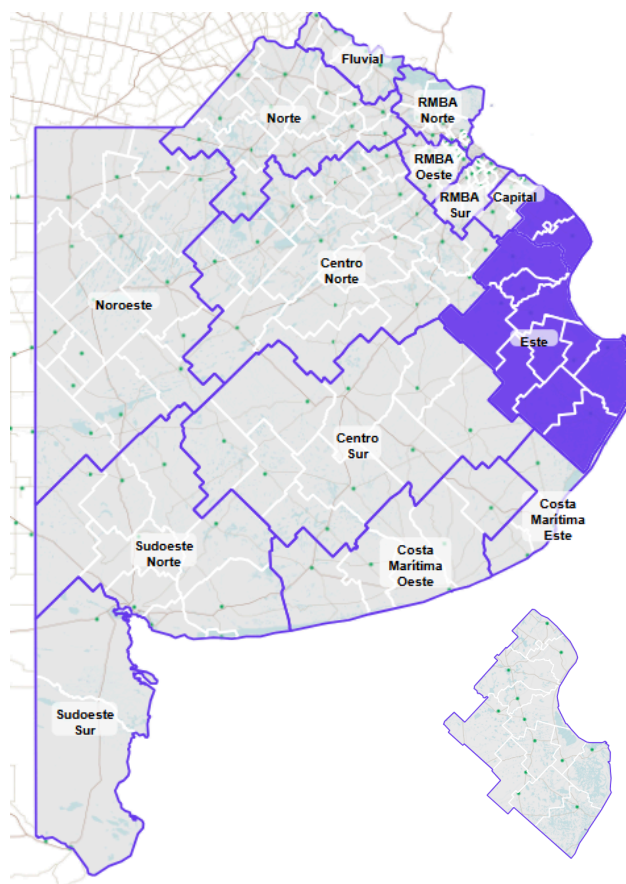 Fluvial
RMBA
Norte
Norte
RMBA
Oeste
RMBA
Sur
Capital
Centro
Norte
Noroeste
Este
Centro
Sur
Costa
Marítima
Este
Sudoeste
Norte
Costa
Marítima
Oeste
Sudoeste
Sur